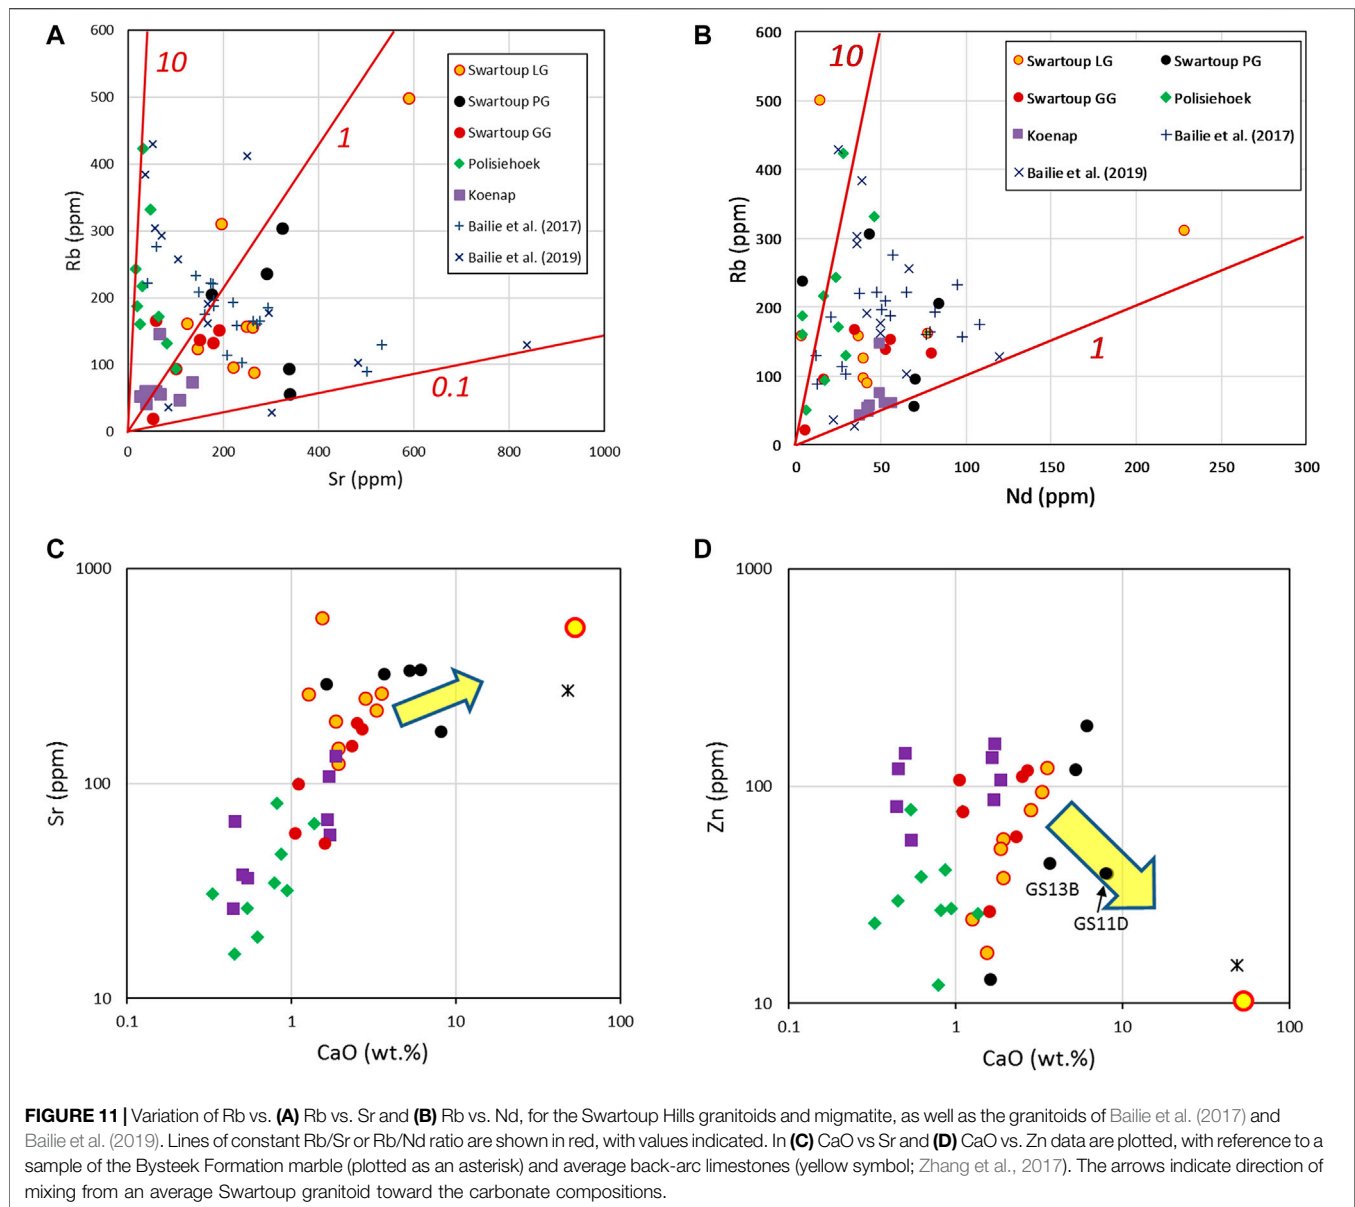 A
600
500
400
300
200
100
0
0
200
400
600
800
1000
Rb (ppm)
Sr (ppm)
10
1
0.1
Swartoup LG
Swartoup PG
Swartoup GG
Polisiehoek
Koenap
Bailie et al. (2017)
Bailie et al. (2019)
B
600
500
400
300
200
100
0
0
50
100
150
200
250
300
Rb (ppm)
Nd (ppm)
10
1
Swartoup LG
Swartoup PG
Swartoup GG
Polisiehoek
Koenap
Bailie et al. (2017)
Bailie et al. (2019)
C
1000
100
10
0.1
1
10
100
Sr (ppm)
CaO (wt.%)
D
1000
100
10
0.1
1
10
100
Zn (ppm)
CaO (wt.%)
GS13B
GS11D
FIGURE 11 | Variation of Rb vs. (A) Rb vs. Sr and (B) Rb vs. Nd, for the Swartoup Hills granitoids and migmatite, as well as the granitoids of Bailie et al. (2017) and
Bailie et al. (2019). Lines of constant Rb/Sr or Rb/Nd ratio are shown in red, with values indicated. In (C) CaO vs Sr and (D) CaO vs. Zn data are plotted, with reference to a
sample of the Bysteek Formation marble (plotted as an asterisk) and average back-arc limestones (yellow symbol; Zhang et al., 2017). The arrows indicate direction of
mixing from an average Swartoup granitoid toward the carbonate compositions.